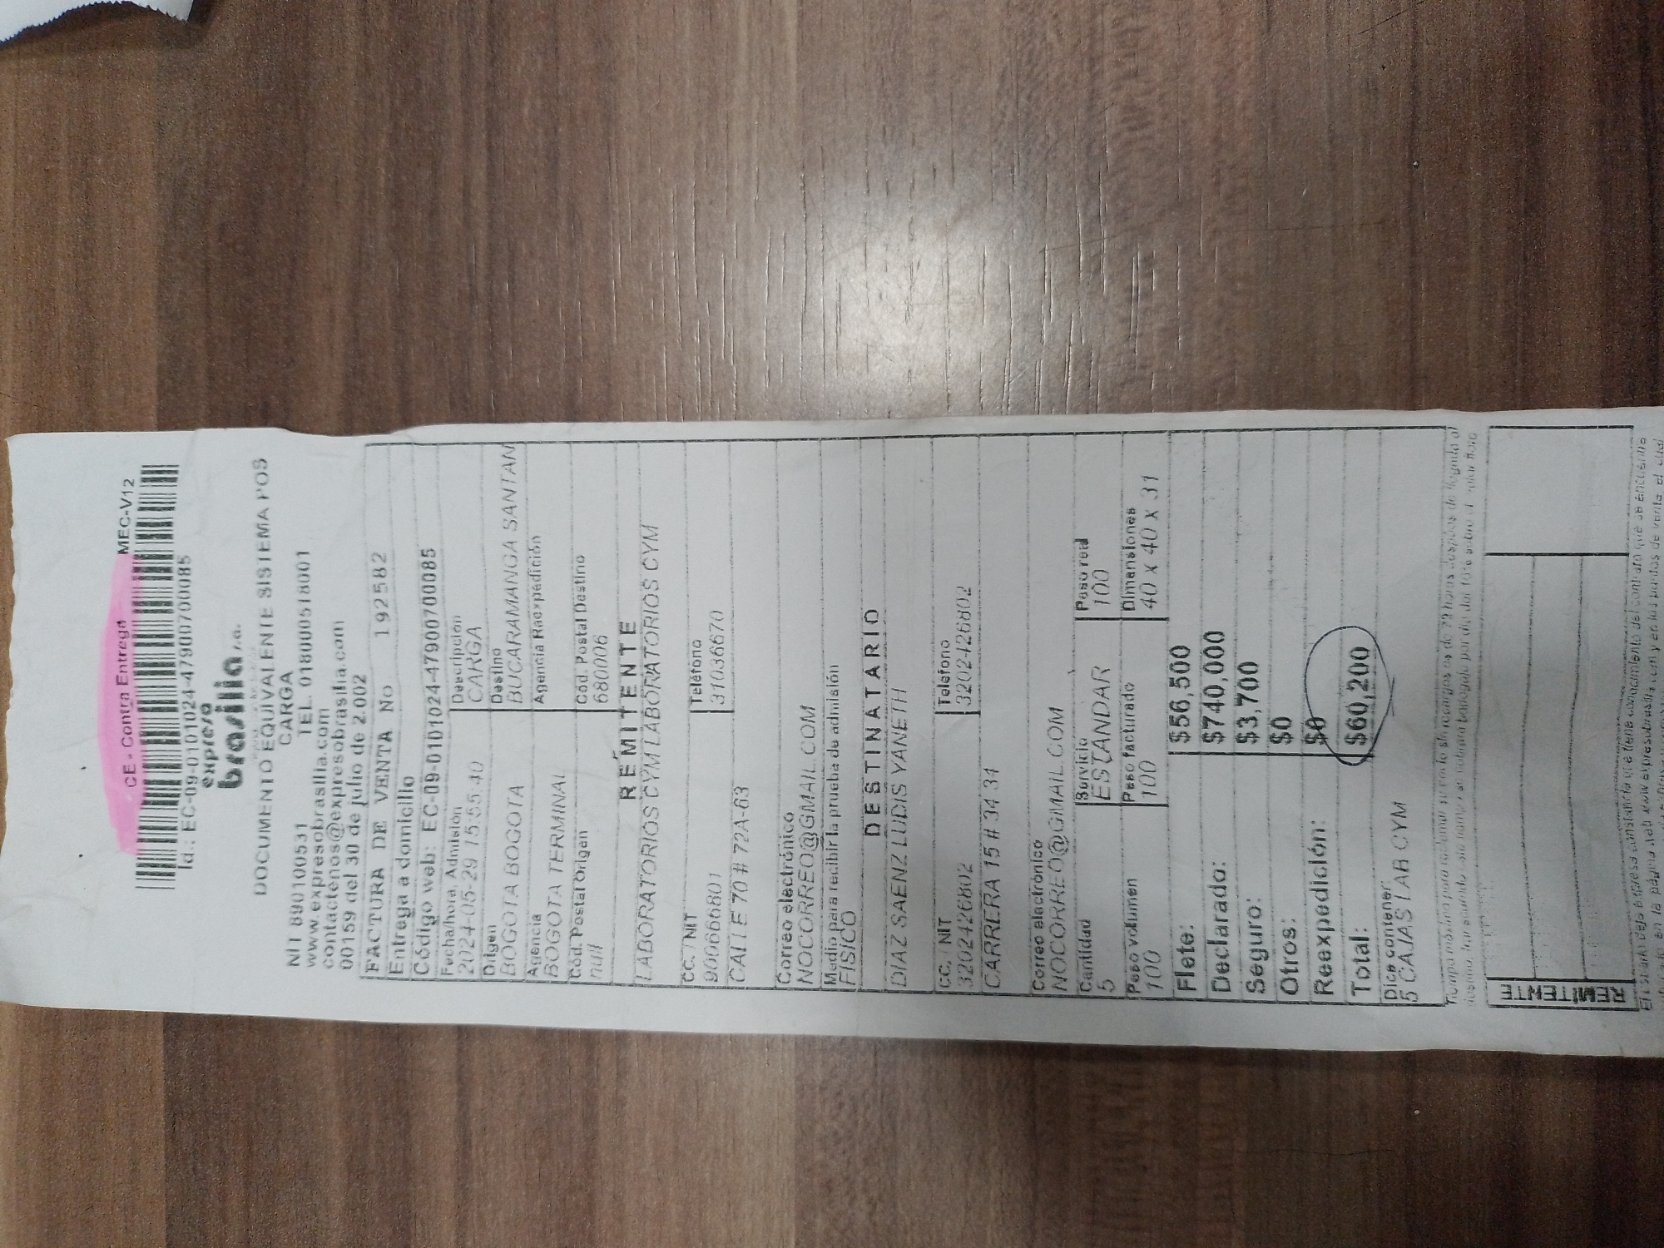 CE - Contra Entrega MEC-V12
Id.: EC-09-0101024-47900700085
expreso
brasilia s.a.
DOCUMENTO EQUIVALENTE SISTEMA POS
CARGA
NIT 890100531 TEL. 018000518001
www.expresobrasilia.com
contactenos@expresobrasilia.com
00159 del 30 de julio de 2.002
FACTURA DE VENTA No 192582
Entrega a domicilio
Código web: EC-09-0101024-47900700085
Fecha/hora. Admisión Descripción
2024-05-29 15:55:40 CARGA
Origen Destino
BOGOTA BOGOTA BUCARAMANGA SANTAN
Agencia Agencia Reexpedición
BOGOTA TERMINAL
Cód. Postal Origen Cód. Postal Destino
null 680006
REMITENTE
LABORATORIOS CYM LABORATORIOS CYM
CC. / NIT Teléfono
900666801 31036670
CALLE 70 # 72A-63
Correo electrónico
NOCORREO@GMAIL.COM
Medio para recibir la prueba de admisión
FISICO
DESTINATARIO
DIAZ SAENZ LUDIS YANETH
CC. / NIT Telefono
3202426802 3202426802
CARRERA 15 # 34 31
Correo electrónico
NOCORREO@GMAIL.COM
Cantidad Servicio Peso real
5 ESTANDAR 100
Peso volumen Peso facturado Dimensiones
100 100 40 x 40 x 31
Flete: $56,500
Declarado: $740,000
Seguro: $3,700
Otros: $0
Reexpedición: $0
Total: $60,200
Dice contener:
5 CAJAS LAB CYM
REMITENTE